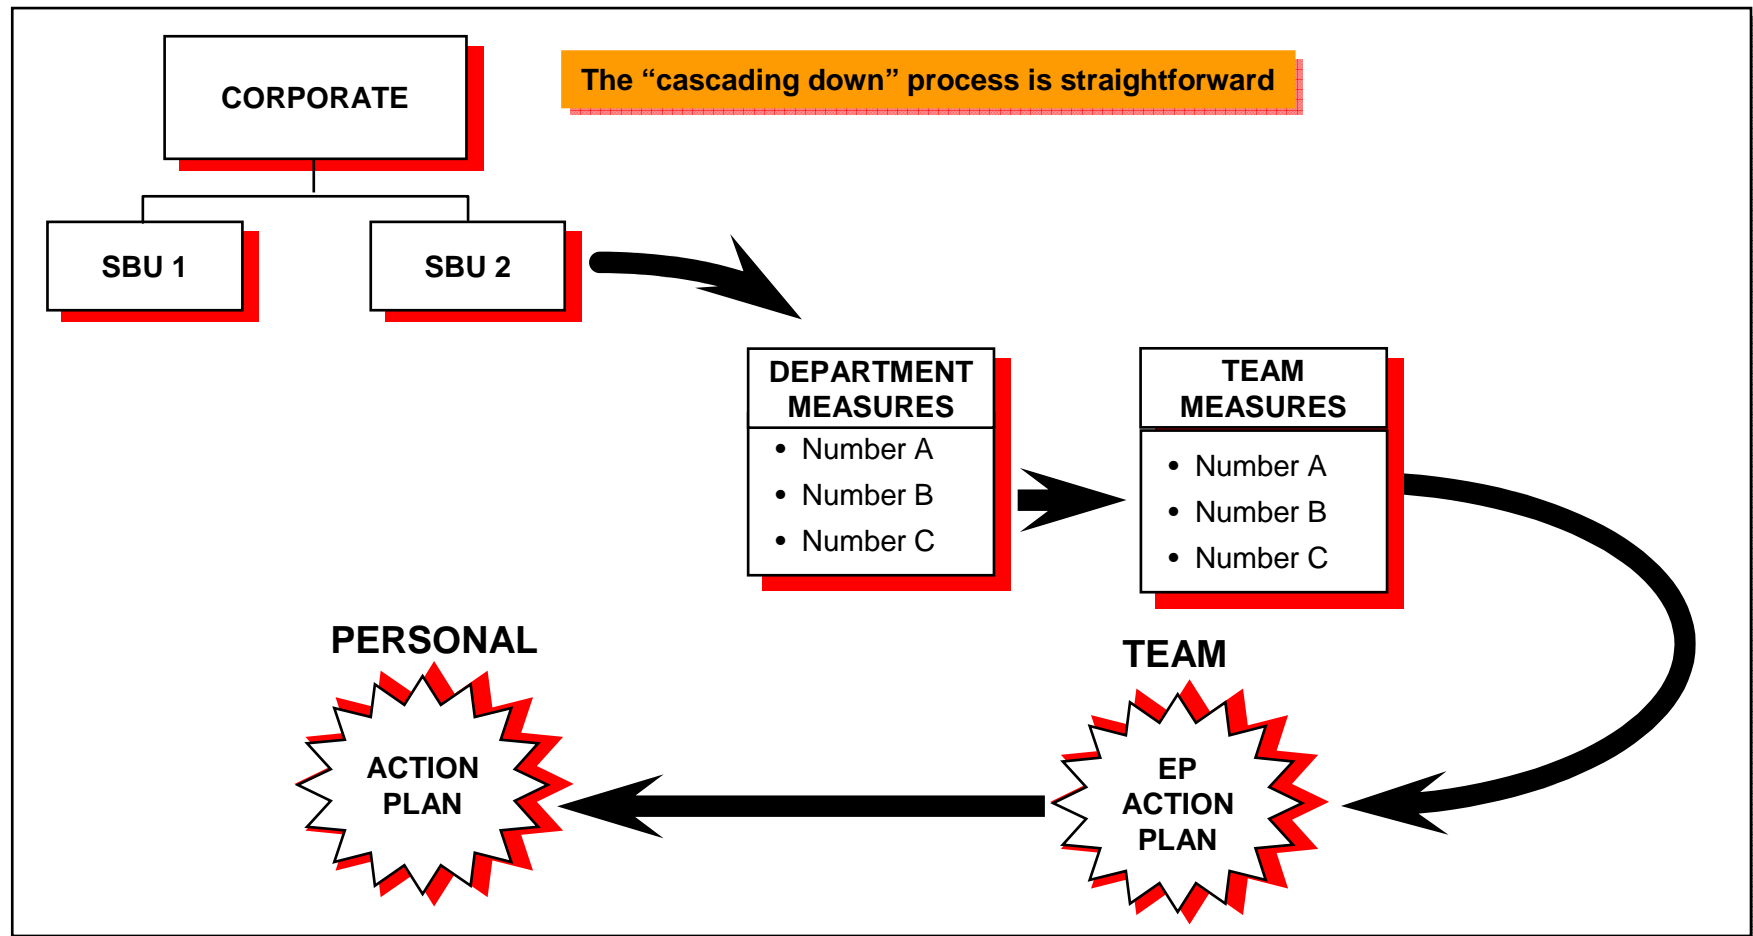 CORPORATE
The “cascading down” process is straightforward
SBU 1
SBU 2
DEPARTMENT
MEASURES
• Number A
• Number B
• Number C
TEAM
MEASURES
• Number A
• Number B
• Number C
PERSONAL
ACTION
PLAN
TEAM
EP
ACTION
PLAN